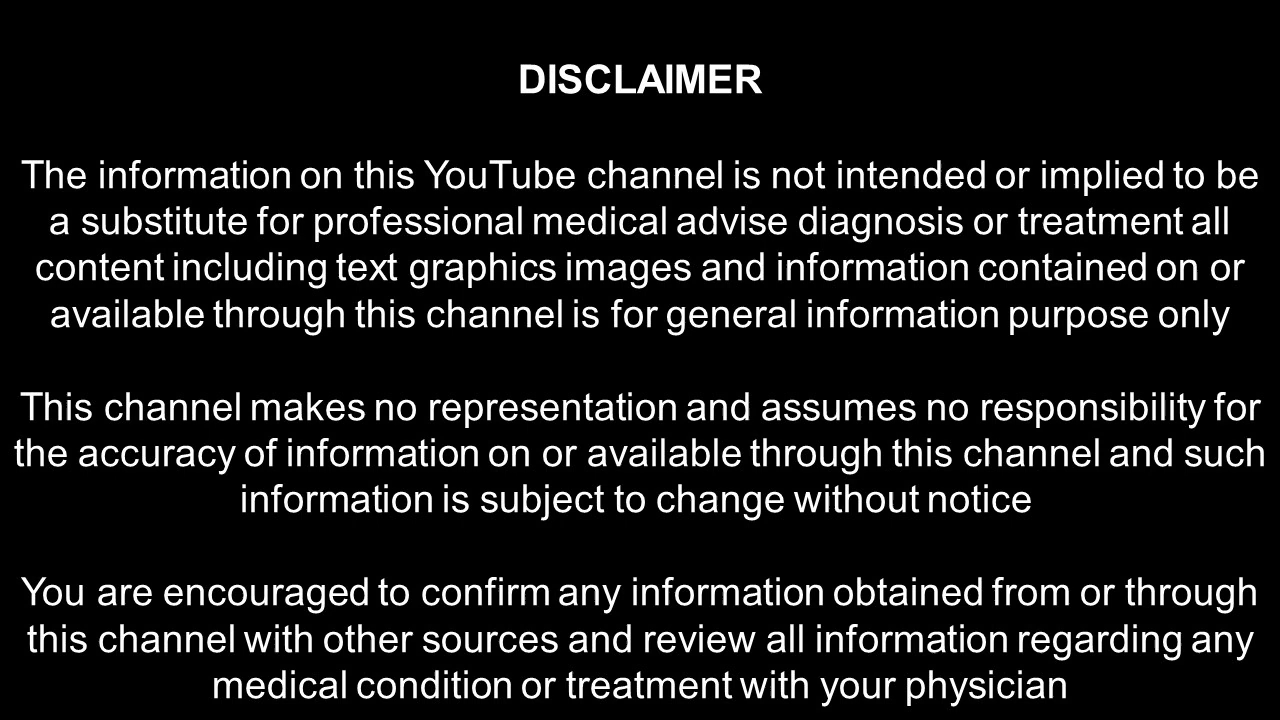 DISCLAIMER
The information on this YouTube channel is not intended or implied to be
a substitute for professional medical advise diagnosis or treatment all
content including text graphics images and information contained on or
available through this channel is for general information purpose only
This channel makes no representation and assumes no responsibility for
the accuracy of information on or available through this channel and such
information is subject to change without notice
You are encouraged to confirm any information obtained from or through
this channel with other sources and review all information regarding any
medical condition or treatment with your physician